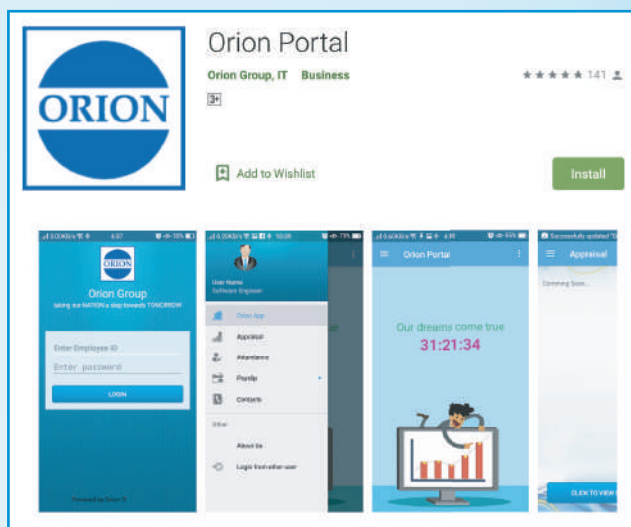 ORION
Orion Portal
Orion Group, IT Business
141
3+
Add to Wishlist
Install
ORION
Orion Group
taking our NATION a step towards TOMORROW
Enter Employee ID
Enter password
LOGIN
User Name
Software Engineer
Orion App
Appraisal
Attendance
Payslip
Contacts
Other
About Us
Login from other user
Orion Portal
Our dreams come true
31:21:34
Successfully updated
Appraisal
Comming Soon...
CLICK TO VIEW